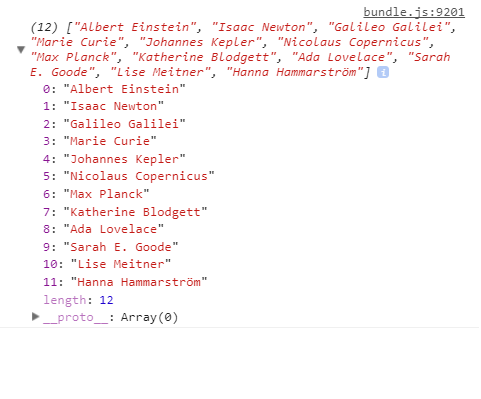 bundle.js:9201
(12) ["Albert Einstein", "Isaac Newton", "Galileo Galilei",
"Marie Curie", "Johannes Kepler", "Nicolaus Copernicus",
"Max Planck", "Katherine Blodgett", "Ada Lovelace", "Sarah
E. Goode", "Lise Meitner", "Hanna Hammarström"] i
0: "Albert Einstein"
1: "Isaac Newton"
2: "Galileo Galilei"
3: "Marie Curie"
4: "Johannes Kepler"
5: "Nicolaus Copernicus"
6: "Max Planck"
7: "Katherine Blodgett"
8: "Ada Lovelace"
9: "Sarah E. Goode"
10: "Lise Meitner"
11: "Hanna Hammarström"
length: 12
__proto__: Array(0)